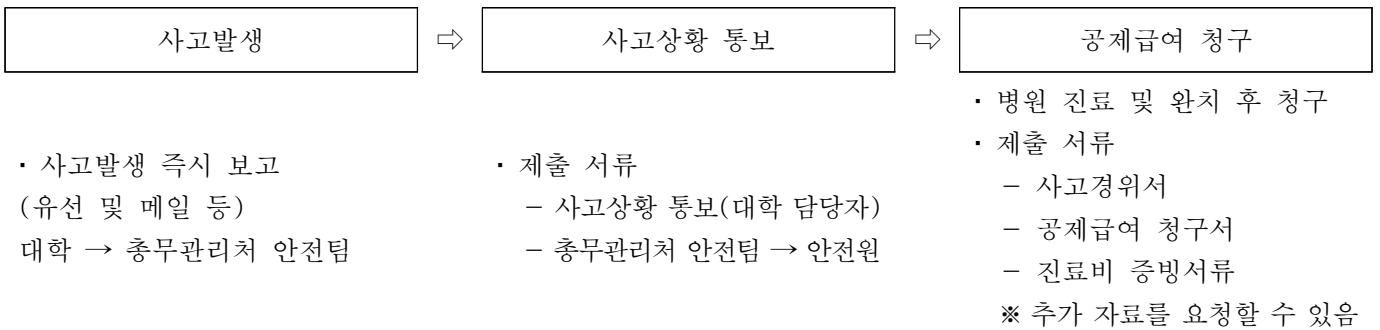 사고발생 ⇨ 사고상황 통보 ⇨ 공제급여 청구
· 사고발생 즉시 보고
(유선 및 메일 등)
대학 → 총무관리처 안전팀
· 제출 서류
- 사고상황 통보(대학 담당자)
- 총무관리처 안전팀 → 안전원
· 병원 진료 및 완치 후 청구
· 제출 서류
- 사고경위서
- 공제급여 청구서
- 진료비 증빙서류
※ 추가 자료를 요청할 수 있음